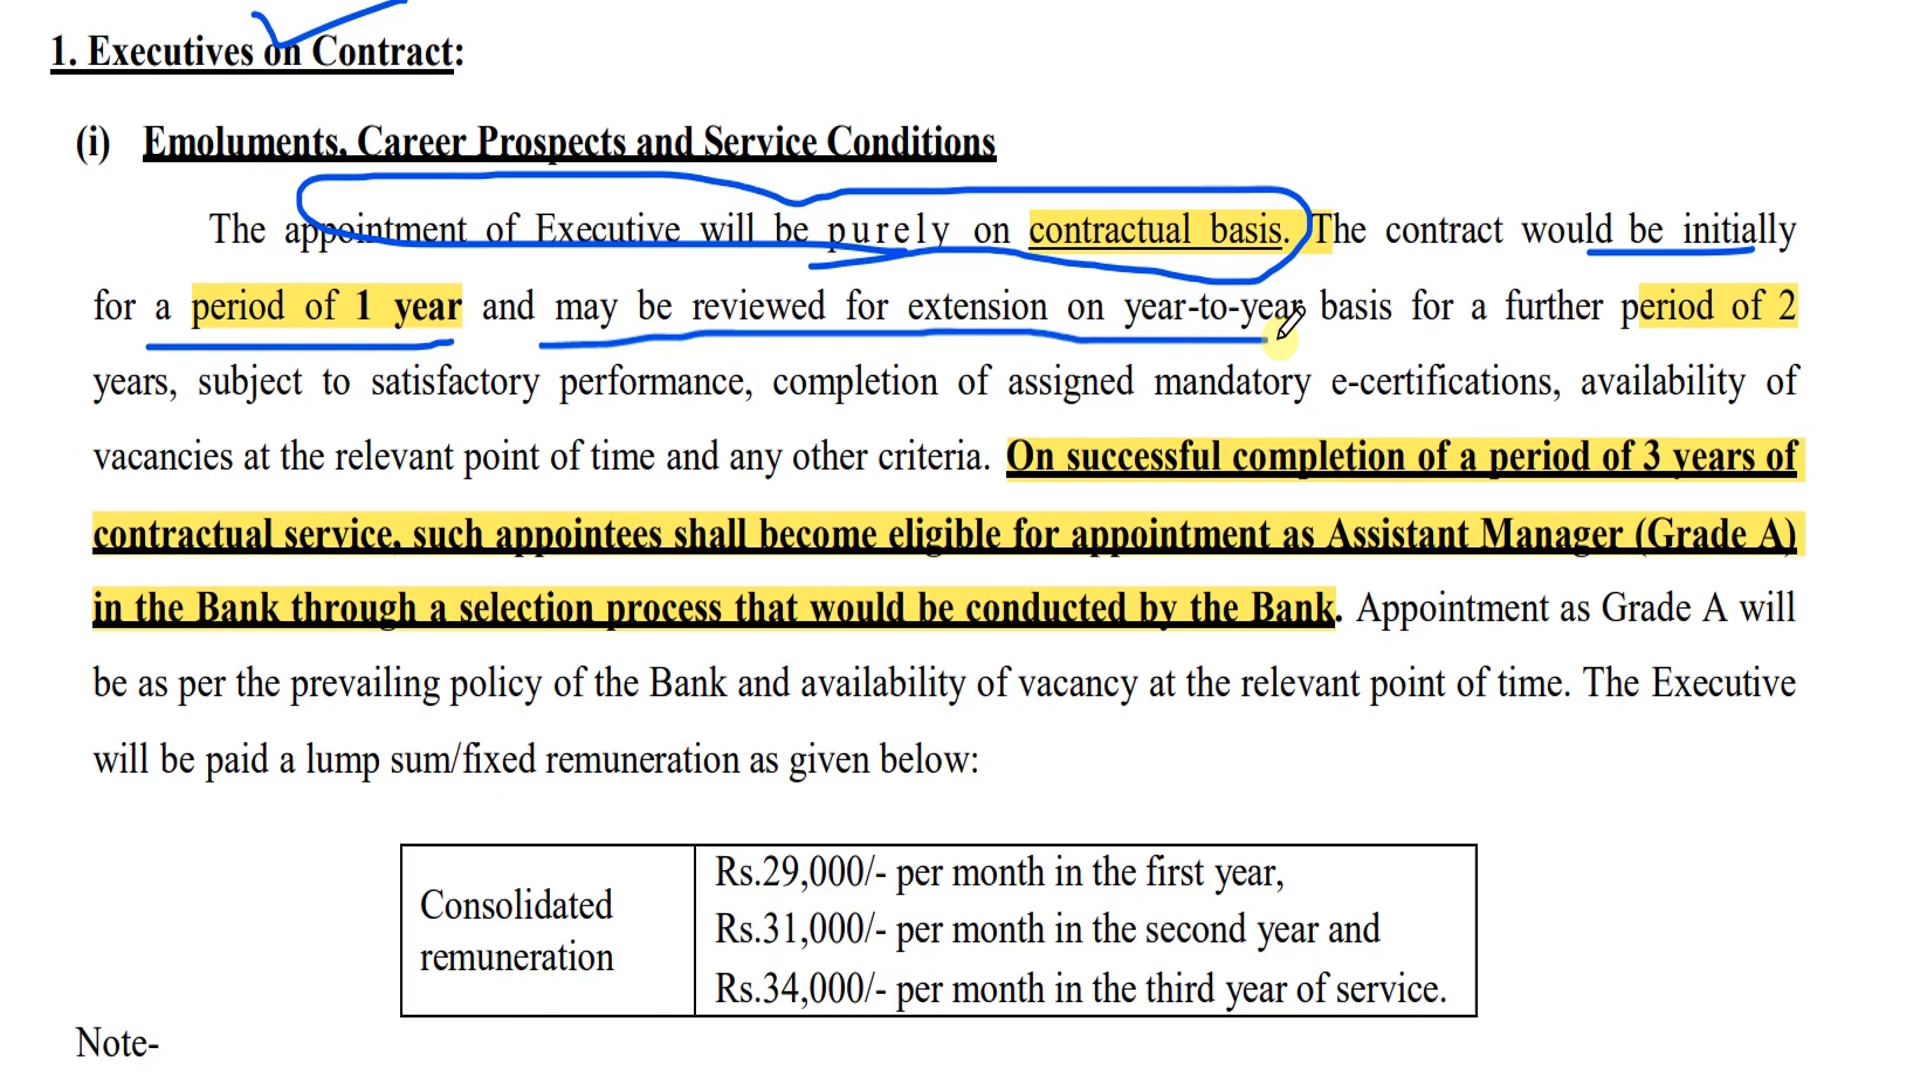 1. Executives on Contract:
(i) Emoluments, Career Prospects and Service Conditions
The appointment of Executive will be purely on contractual basis. The contract would be initially
for a period of 1 year and may be reviewed for extension on year-to-year basis for a further period of 2
years, subject to satisfactory performance, completion of assigned mandatory e-certifications, availability of
vacancies at the relevant point of time and any other criteria. On successful completion of a period of 3 years of
contractual service, such appointees shall become eligible for appointment as Assistant Manager (Grade A)
in the Bank through a selection process that would be conducted by the Bank. Appointment as Grade A will
be as per the prevailing policy of the Bank and availability of vacancy at the relevant point of time. The Executive
will be paid a lump sum/fixed remuneration as given below:
Consolidated
remuneration
Rs.29,000/- per month in the first year,
Rs.31,000/- per month in the second year and
Rs.34,000/- per month in the third year of service.
Note-